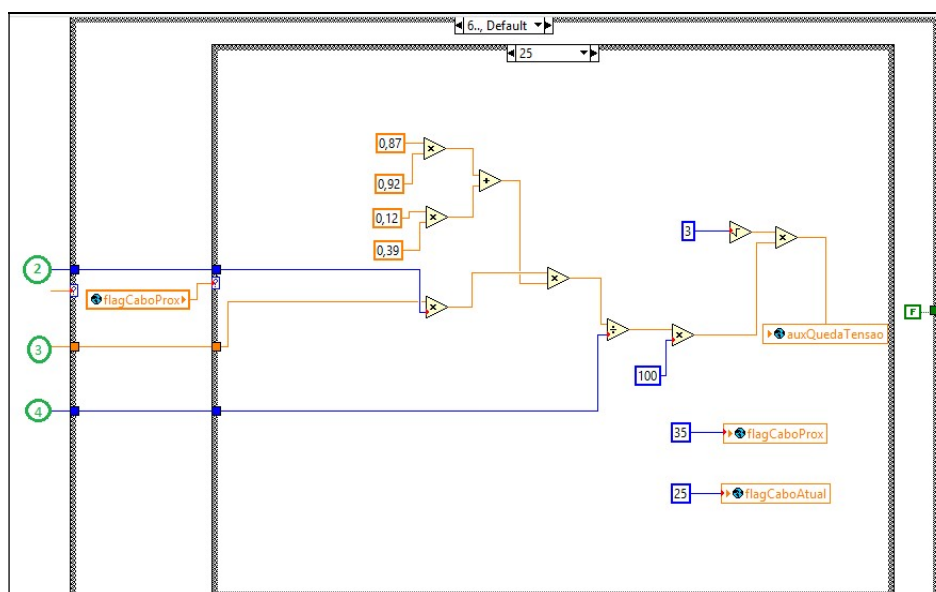 6.., Default
25
0,87
0,92
0,12
0,39
3
2
flagCaboProx
F
3
auxQuedaTensao
100
4
35
flagCaboProx
25
flagCaboAtual